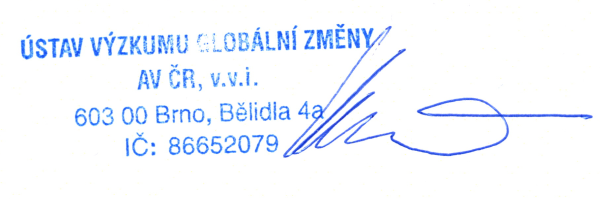 ÚSTAV VÝZKUMU GLOBÁLNÍ ZMĚNY
AV ČR, v.v.i.
603 00 Brno, Bělidla 4a
IČ: 86652079